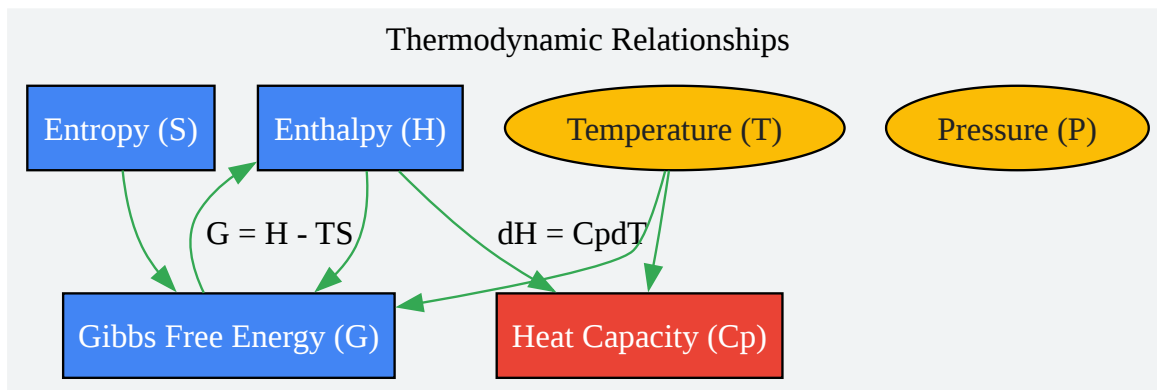 Thermodynamic Relationships
Entropy (S)
Enthalpy (H)
Temperature (T)
Pressure (P)
G = H - TS
dH = CpdT
Gibbs Free Energy (G)
Heat Capacity (Cp)